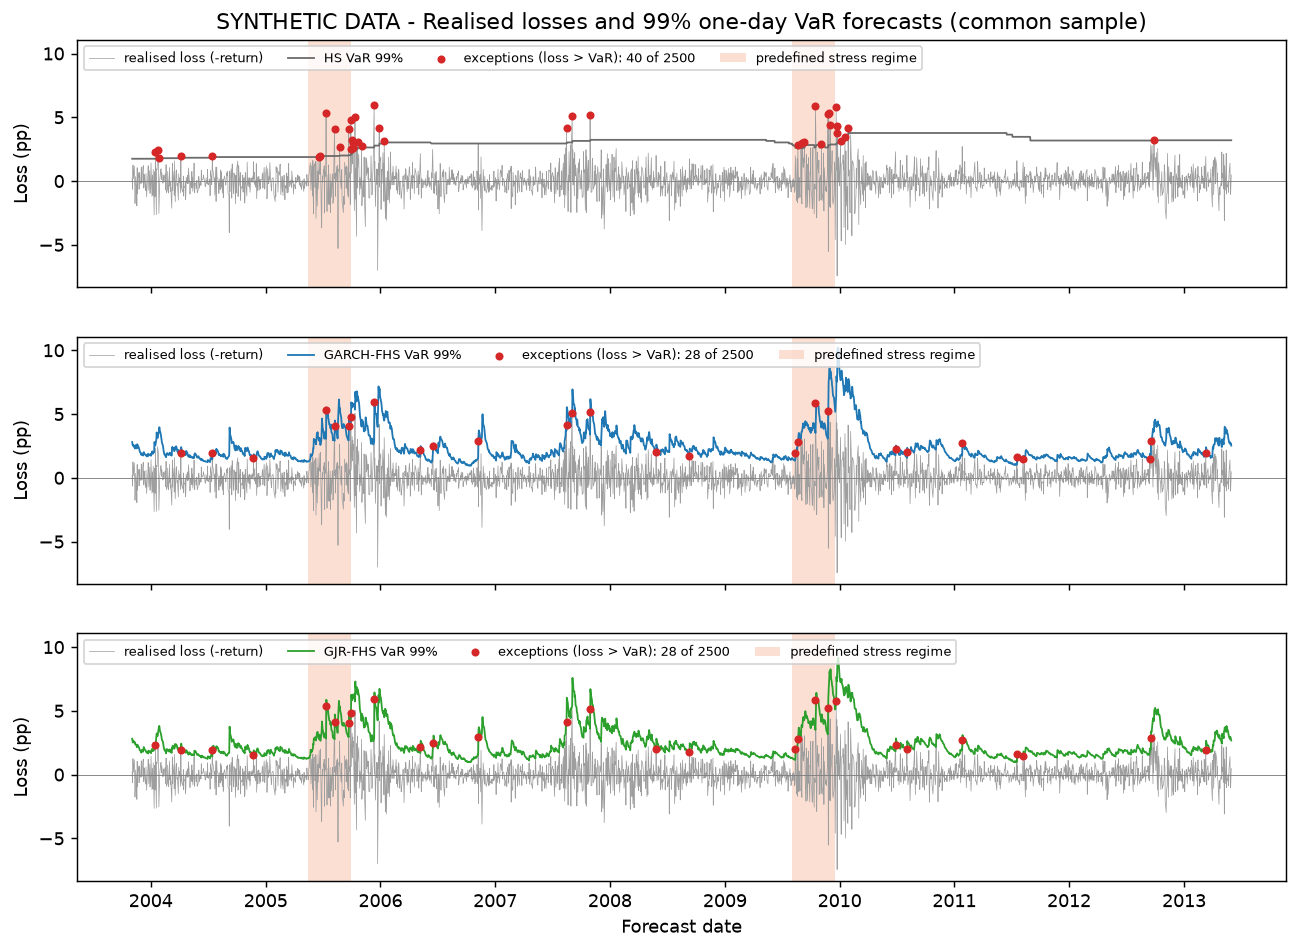 SYNTHETIC DATA - Realised losses and 99% one-day VaR forecasts (common sample)
realised loss (-return) HS VaR 99% exceptions (loss > VaR): 40 of 2500 predefined stress regime
10
5
0
−5
Loss (pp)
realised loss (-return) GARCH-FHS VaR 99% exceptions (loss > VaR): 28 of 2500 predefined stress regime
10
5
0
−5
Loss (pp)
realised loss (-return) GJR-FHS VaR 99% exceptions (loss > VaR): 28 of 2500 predefined stress regime
10
5
0
−5
Loss (pp)
2004 2005 2006 2007 2008 2009 2010 2011 2012 2013
Forecast date